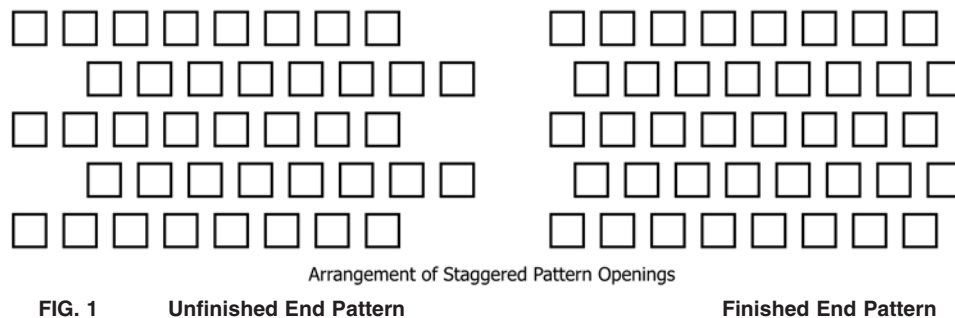 Arrangement of Staggered Pattern Openings
FIG. 1 Unfinished End Pattern Finished End Pattern